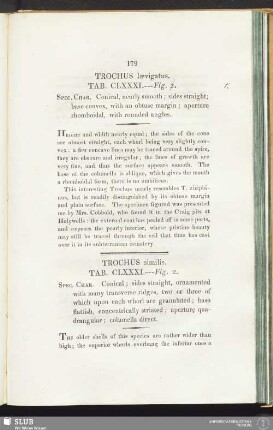 179
TROCHUS lævigatus.
TAB. CLXXXI.—Fig. 2.
Spec. Char. Conical, nearly smooth; sides straight;
base convex, with an obtuse margin; aperture
rhomboidal, with rounded angles.
Height and width nearly equal; the sides of the cone
are almost straight, each whorl being very slightly con-
vex: a few concave lines may be traced around the spire,
they are obscure and irregular; the lines of growth are
very fine, and thus the surface appears smooth. The
base of the columella is oblique, which gives the mouth
a rhomboidal form, there is no umbilicus.
This interesting Trochus nearly resembles T. ziziphi-
nus, but is readily distinguished by its obtuse margin
and plain surface. The specimen figured was presented
me by Mrs. Cobbold, who found it in the Craig pits at
Holywells: the external coat has peeled off in some parts,
and exposes the pearly interior, whose pristine beauty
may still be traced through the veil that time has cast
over it in its subterranean cemetery.
TROCHUS similis.
TAB. CLXXXI.—Fig. 2.
Spec. Char. Conical; sides straight, ornamented
with many transverse ridges, two or three of
which upon each whorl are granulated; base
flattish, concentrically striated; aperture qua-
drangular; columella direct.
The older shells of this species are rather wider than
high; the superior whorls overhang the inferior ones a
SLUB